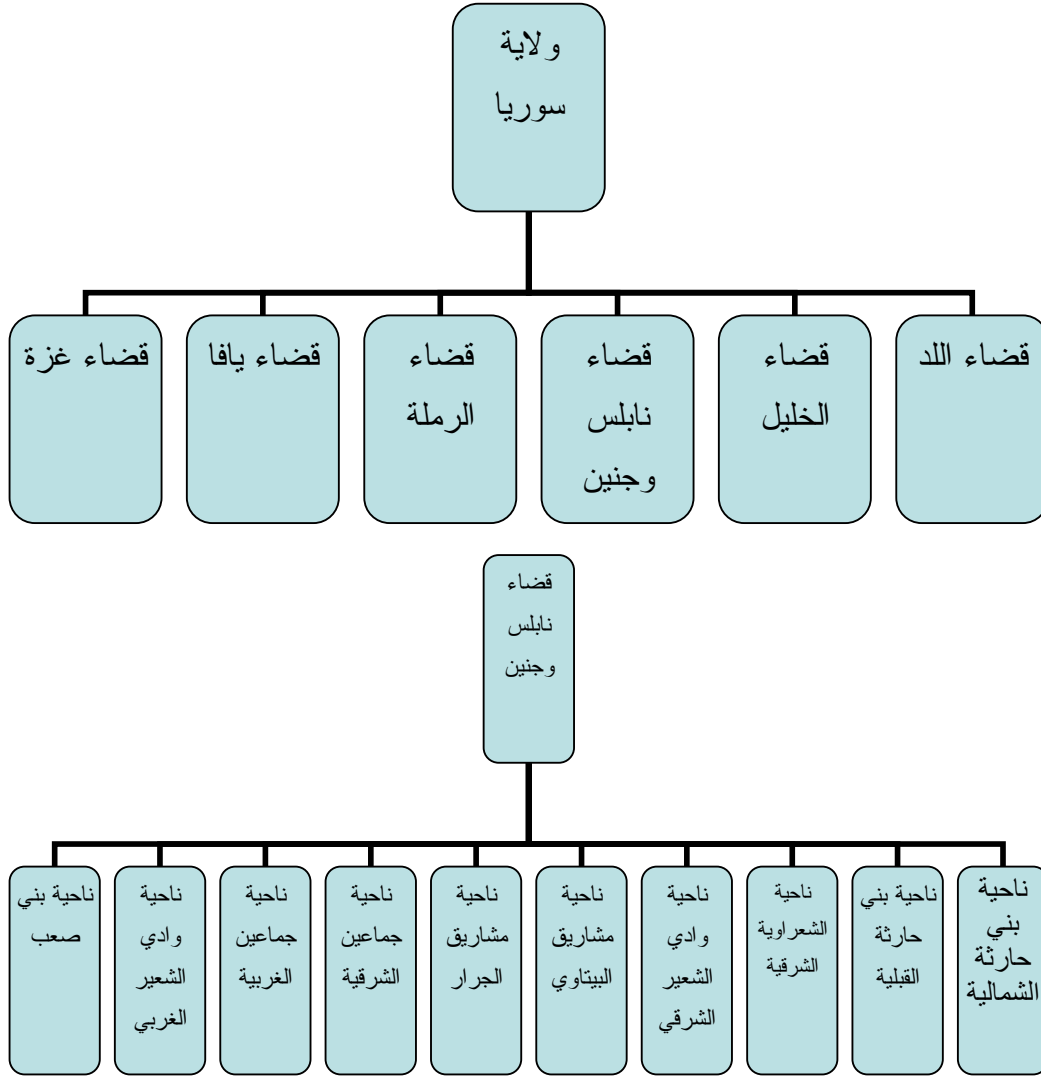 ولاية
سوريا
قضاء اللد
قضاء
الخليل
قضاء
نابلس
وجنين
قضاء
الرملة
قضاء يافا
قضاء غزة
قضاء
نابلس
وجنين
ناحية
بني
حارثة
الشمالية
ناحية بني
حارثة
القبلية
ناحية
الشعراوية
الشرقية
ناحية
وادي
الشعير
الشرقي
ناحية
مشاريق
البيتاوي
ناحية
مشاريق
الجرار
ناحية
جماعين
الشرقية
ناحية
جماعين
الغربية
ناحية
وادي
الشعير
الغربي
ناحية بني
صعب